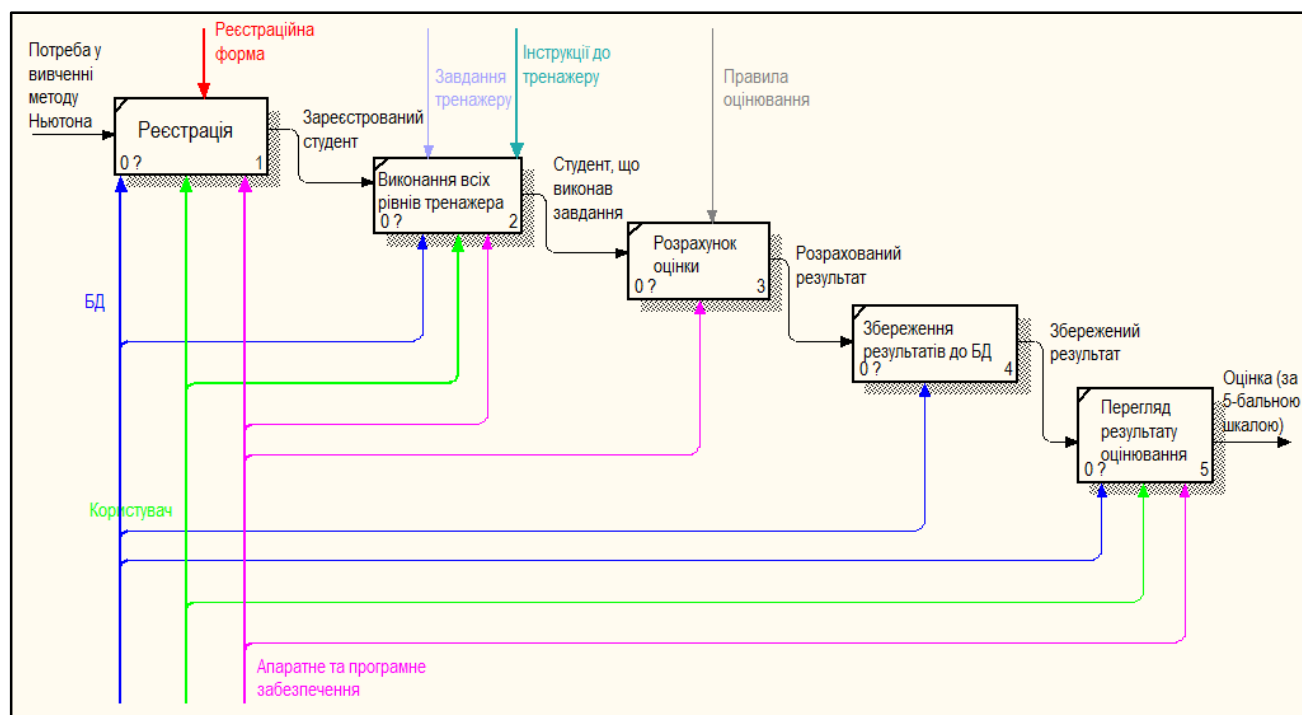 Потреба у
вивченні
методу
Ньютона
Реєстраційна
форма
Завдання
тренажеру
Інструкції до
тренажеру
Правила
оцінювання
Реєстрація
0 ?
1
Зареєстрований
студент
Виконання всіх
рівнів тренажера
0 ?
2
Студент, що
виконав
завдання
Розрахунок
оцінки
0 ?
3
Розрахований
результат
Збереження
результатів до БД
0 ?
4
Збережений
результат
Перегляд
результату
оцінювання
0 ?
5
Оцінка (за
5-бальною
шкалою)
БД
Користувач
Апаратне та програмне
забезпечення